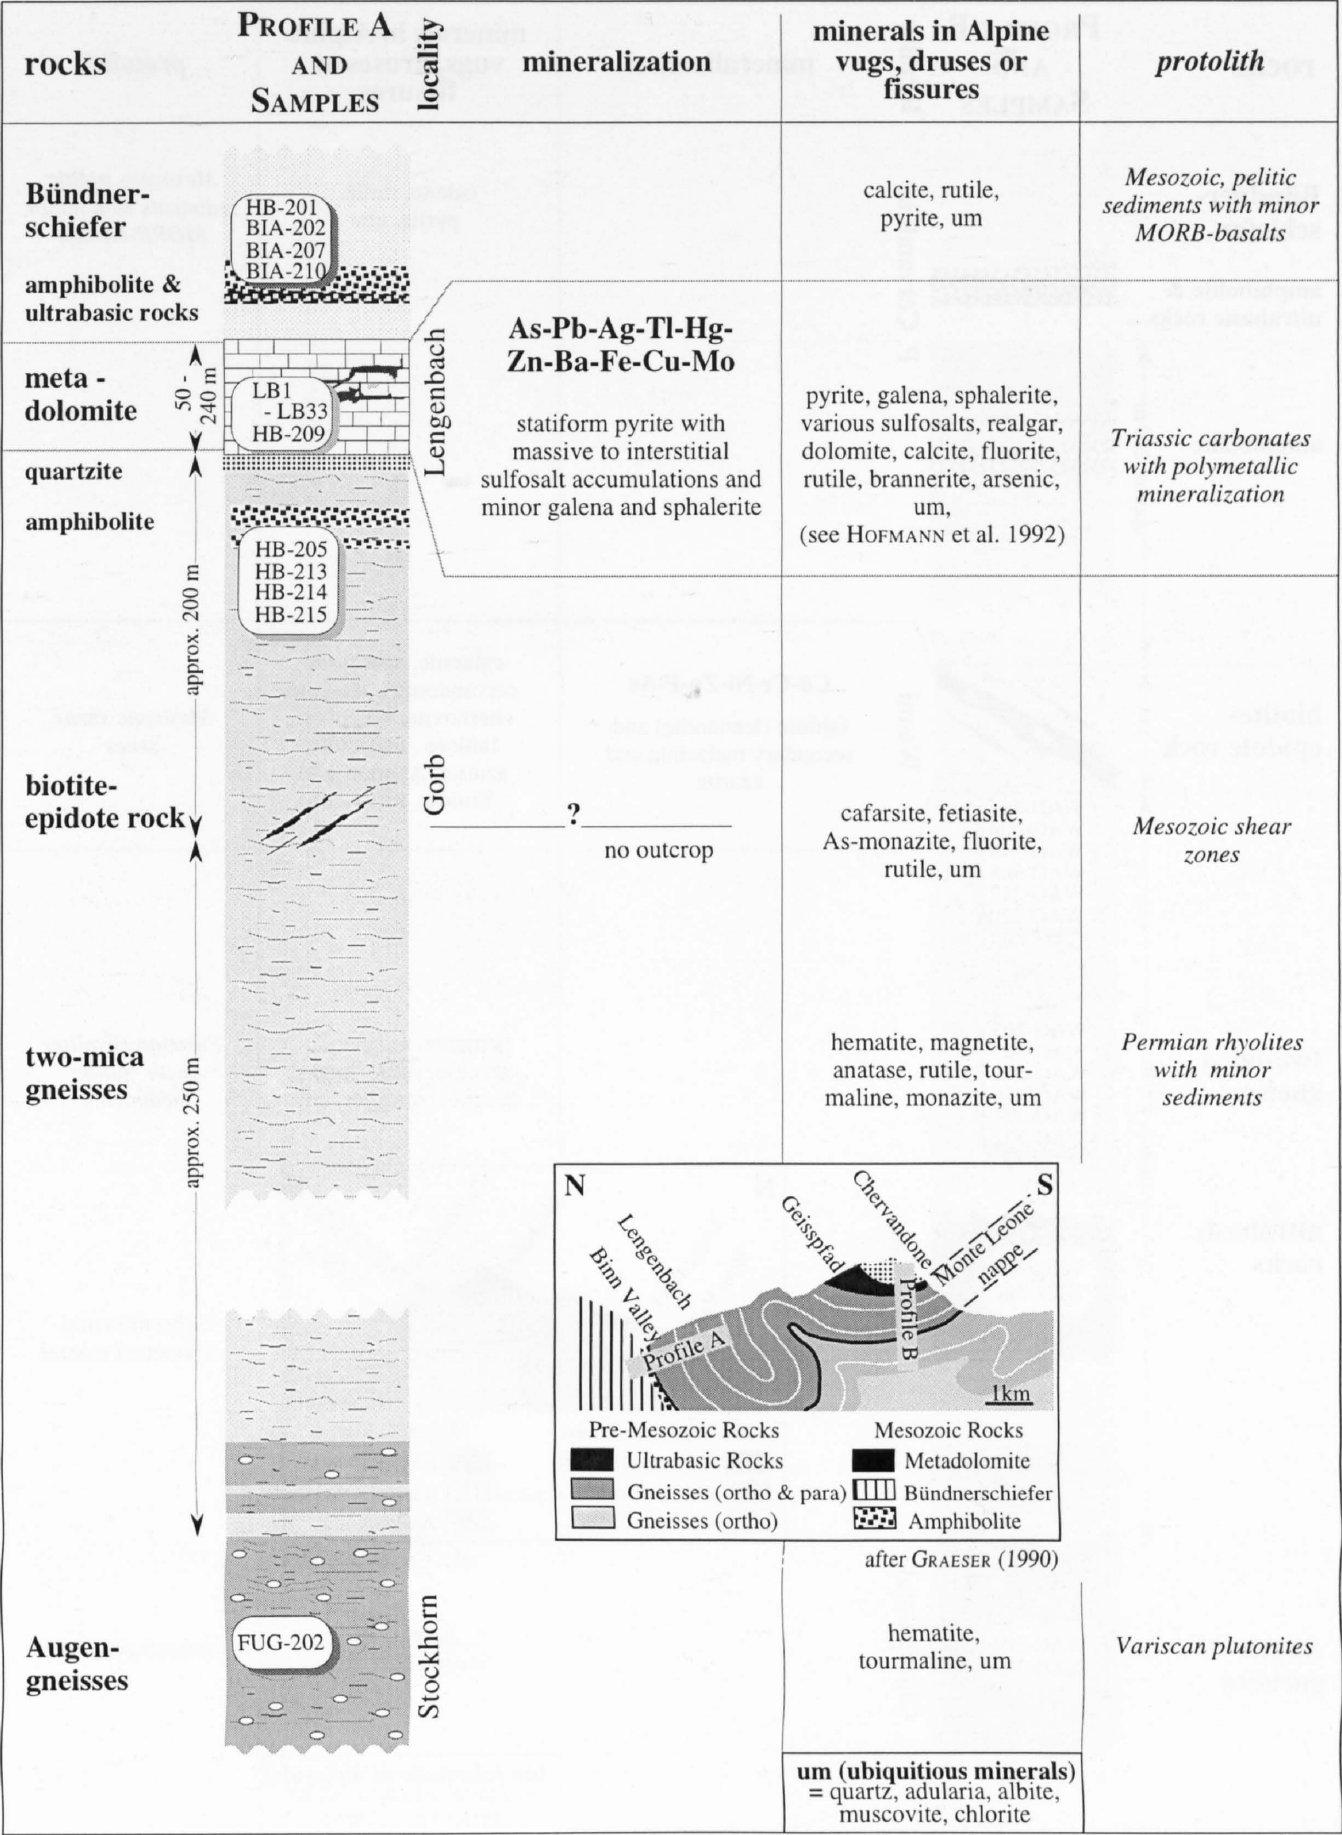 rocks
PROFILE A
AND
SAMPLES
locality
mineralization
minerals in Alpine
vugs, druses or
fissures
protolith
Bündner-
schiefer
HB-201
BIA-202
BIA-207
BIA-210
calcite, rutile,
pyrite, um
Mesozoic, pelitic
sediments with minor
MORB-basalts
amphibolite &
ultrabasic rocks
meta -
dolomite
50 -
240 m
LB1
- LB33
HB-209
Lengenbach
As-Pb-Ag-Tl-Hg-
Zn-Ba-Fe-Cu-Mo
statiform pyrite with
massive to interstitial
sulfosalt accumulations and
minor galena and sphalerite
pyrite, galena, sphalerite,
various sulfosalts, realgar,
dolomite, calcite, fluorite,
rutile, brannerite, arsenic,
um,
(see HOFMANN et al. 1992)
Triassic carbonates
with polymetallic
mineralization
quartzite
amphibolite
HB-205
HB-213
HB-214
HB-215
approx. 200 m
biotite-
epidote rock
Gorb
?
no outcrop
cafarsite, fetiasite,
As-monazite, fluorite,
rutile, um
Mesozoic shear
zones
two-mica
gneisses
approx. 250 m
hematite, magnetite,
anatase, rutile, tour-
maline, monazite, um
Permian rhyolites
with minor
sediments
N
S
Binn Valley
Lengenbach
Geisspfad
Chervandone
Monte Leone
nappe
Profile A
Profile B
1km
Pre-Mesozoic Rocks
Ultrabasic Rocks
Gneisses (ortho & para)
Gneisses (ortho)
Mesozoic Rocks
Metadolomite
Bündnerschiefer
Amphibolite
after GRAESER (1990)
Augen-
gneisses
FUG-202
Stockhorn
hematite,
tourmaline, um
Variscan plutonites
um (ubiquitious minerals)
= quartz, adularia, albite,
muscovite, chlorite